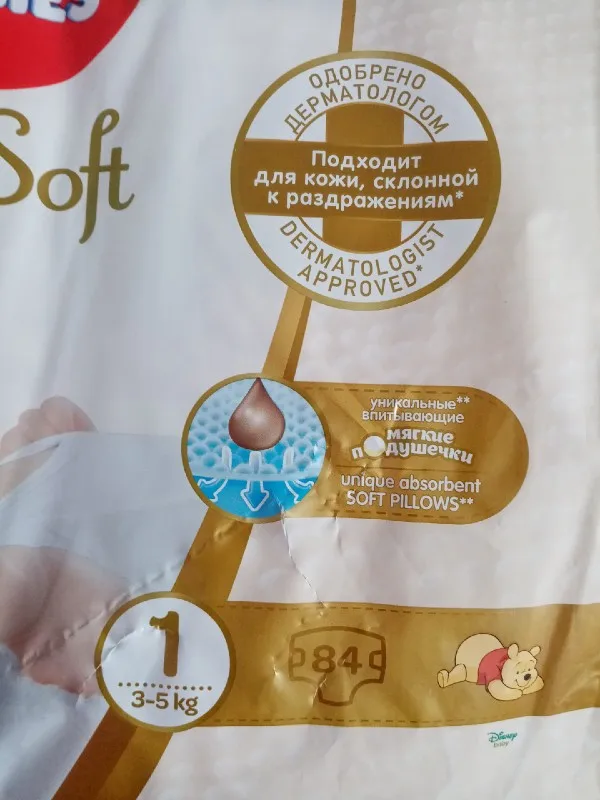 Soft
ОДОБРЕНО
ДЕРМАТОЛОГОМ
Подходит
для кожи, склонной
к раздражениям*
DERMATOLOGIST
APPROVED*
уникальные**
впитывающие
мягкие
подушечки
unique absorbent
SOFT PILLOWS**
1
3-5 kg
84
Disney